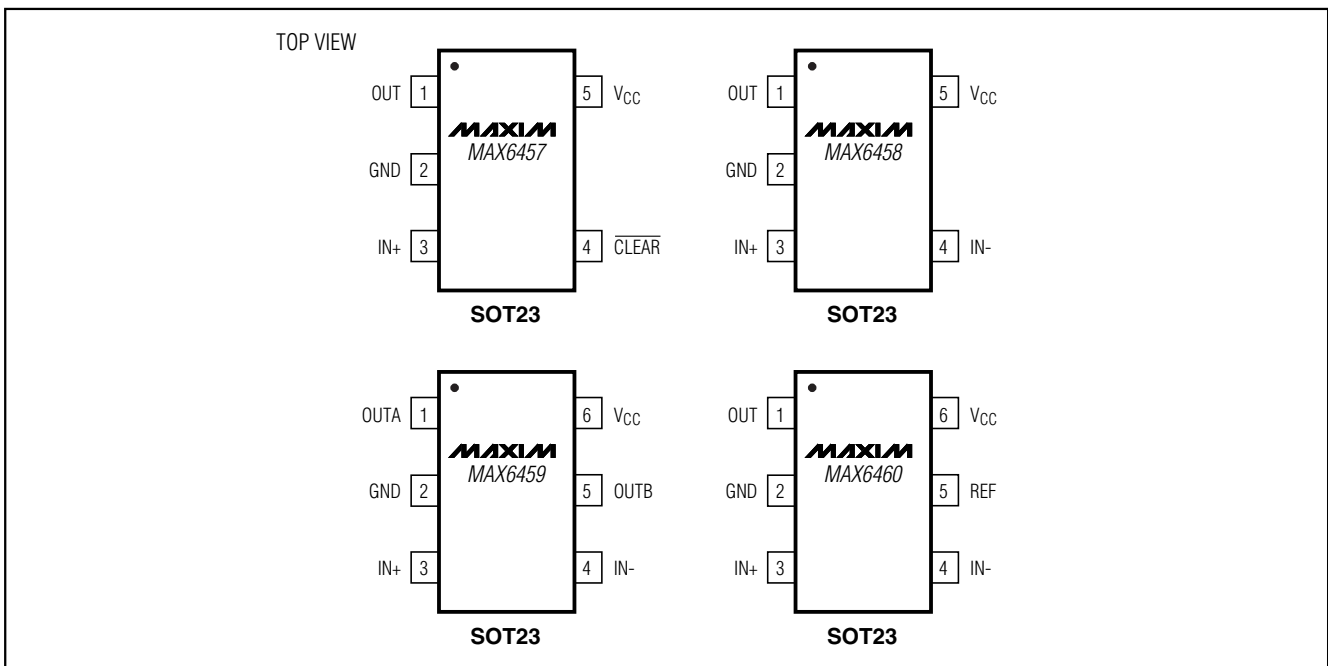 TOP VIEW
OUT 1 5 VCC
MAXIM
MAX6457
GND 2
IN+ 3 4 CLEAR
SOT23
OUT 1 5 VCC
MAXIM
MAX6458
GND 2
IN+ 3 4 IN-
SOT23
OUTA 1 6 VCC
MAXIM
MAX6459
GND 2 5 OUTB
IN+ 3 4 IN-
SOT23
OUT 1 6 VCC
MAXIM
MAX6460
GND 2 5 REF
IN+ 3 4 IN-
SOT23